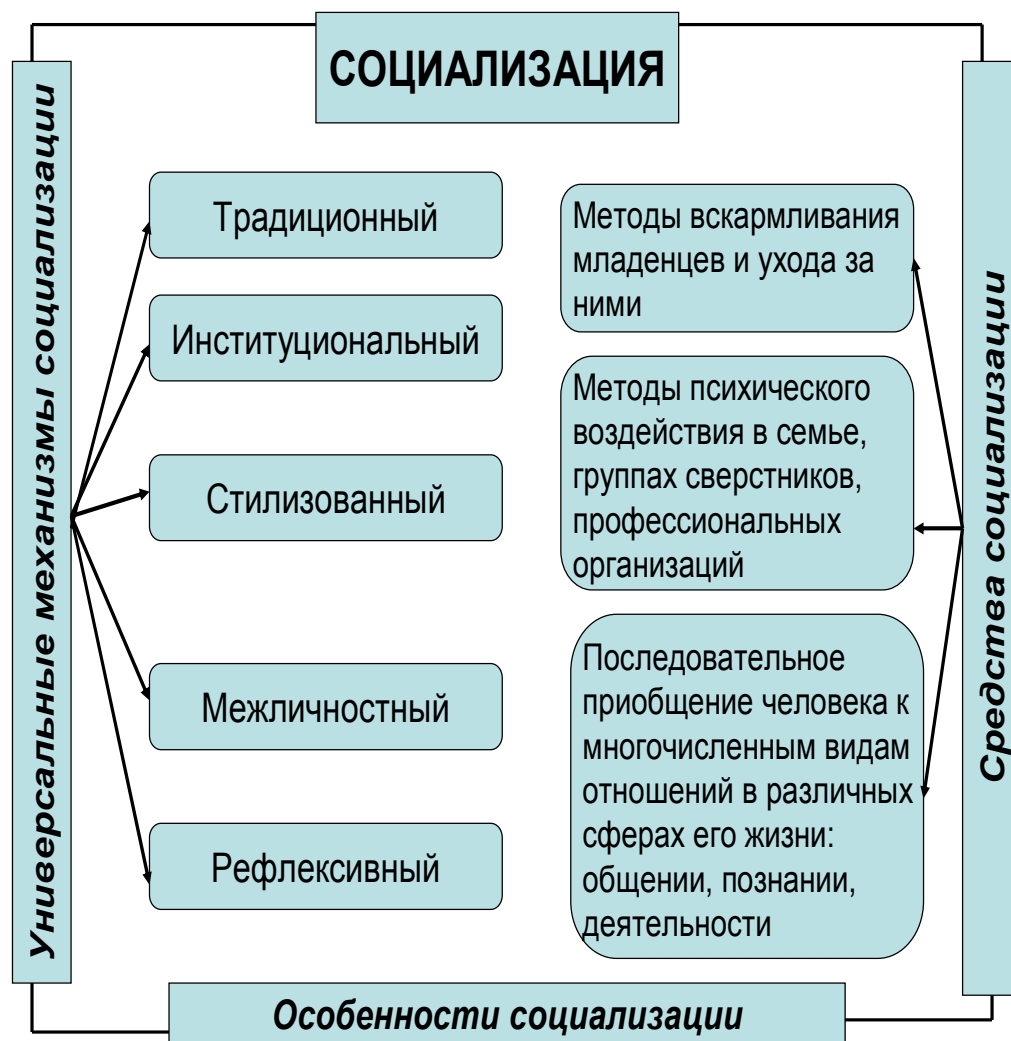 СОЦИАЛИЗАЦИЯ
Универсальные механизмы социализации
Традиционный
Институциональный
Стилизованный
Межличностный
Рефлексивный
Методы вскармливания
младенцев и ухода за
ними
Методы психического
воздействия в семье,
группах сверстников,
профессиональных
организаций
Последовательное
приобщение человека к
многочисленным видам
отношений в различных
сферах его жизни:
общении, познании,
деятельности
Средства социализации
Особенности социализации